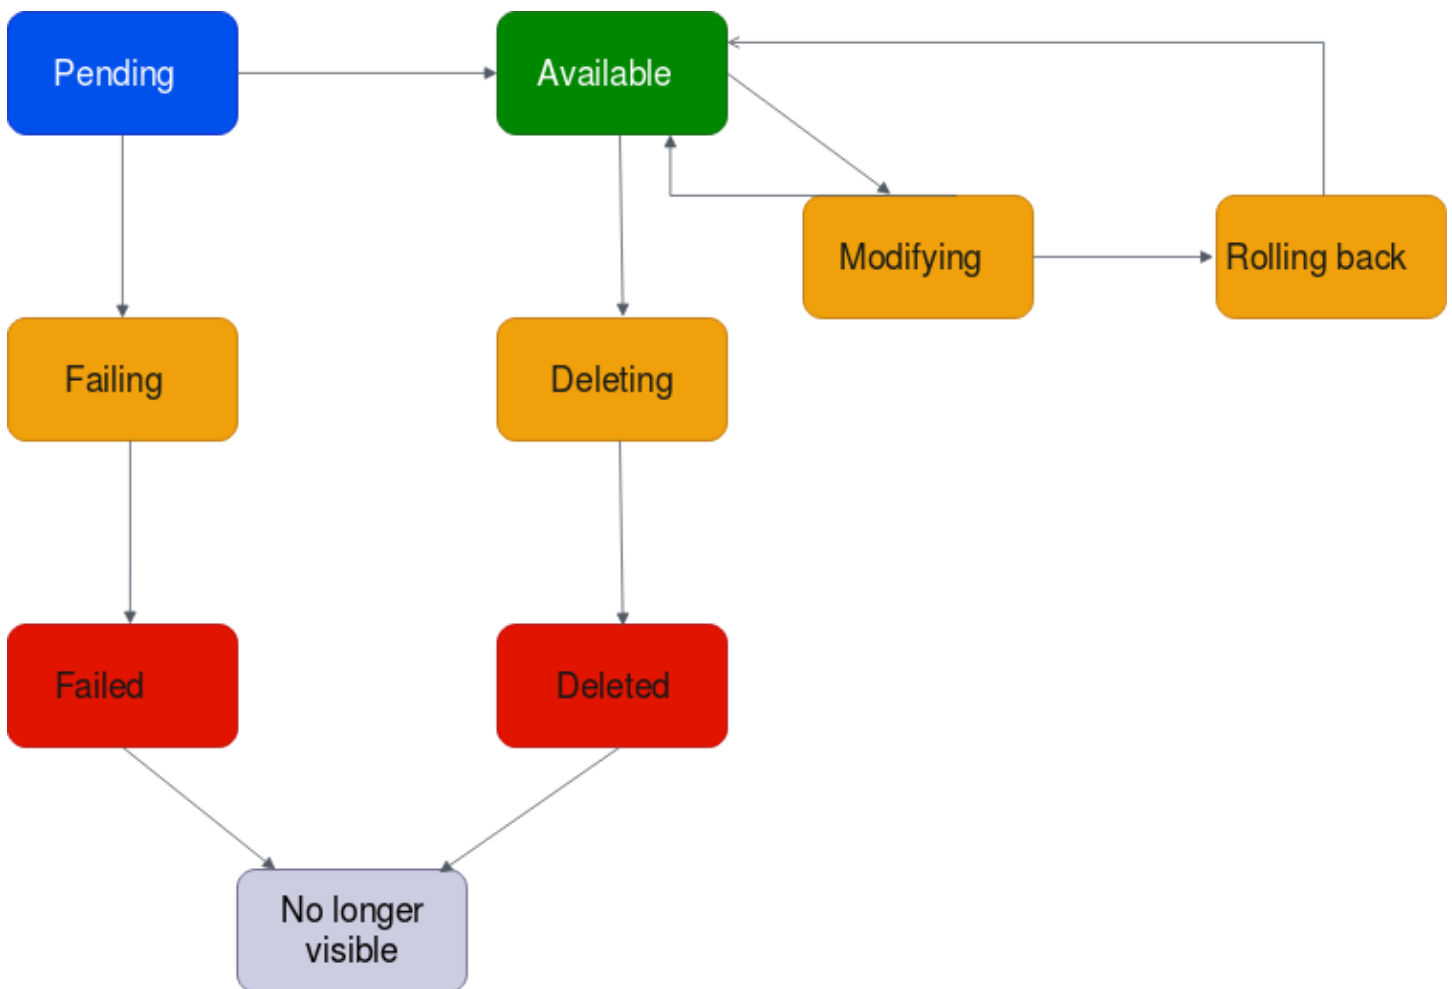 Pending
Available
Modifying
Rolling back
Failing
Deleting
Failed
Deleted
No longer
visible